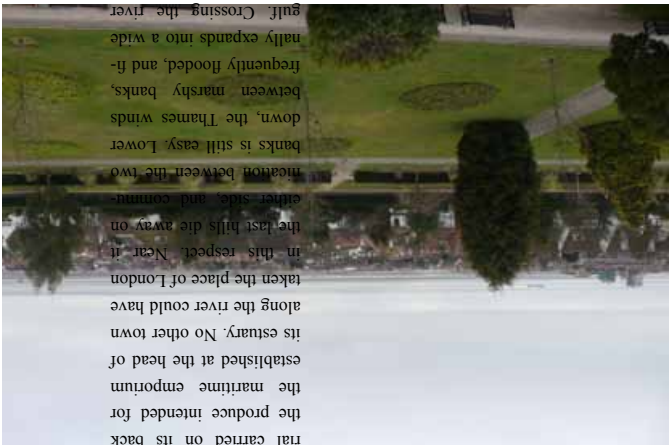 rial carried on its back
the produce intended for
the maritime emporium
established at the head of
its estuary. No other town
along the river could have
taken the place of London
in this respect. Near it
the last hills die away on
either side, and commu-
nication between the two
banks is still easy. Lower
down, the Thames winds
between marshy banks,
frequently flooded, and fi-
nally expands into a wide
gulf. Crossing the river